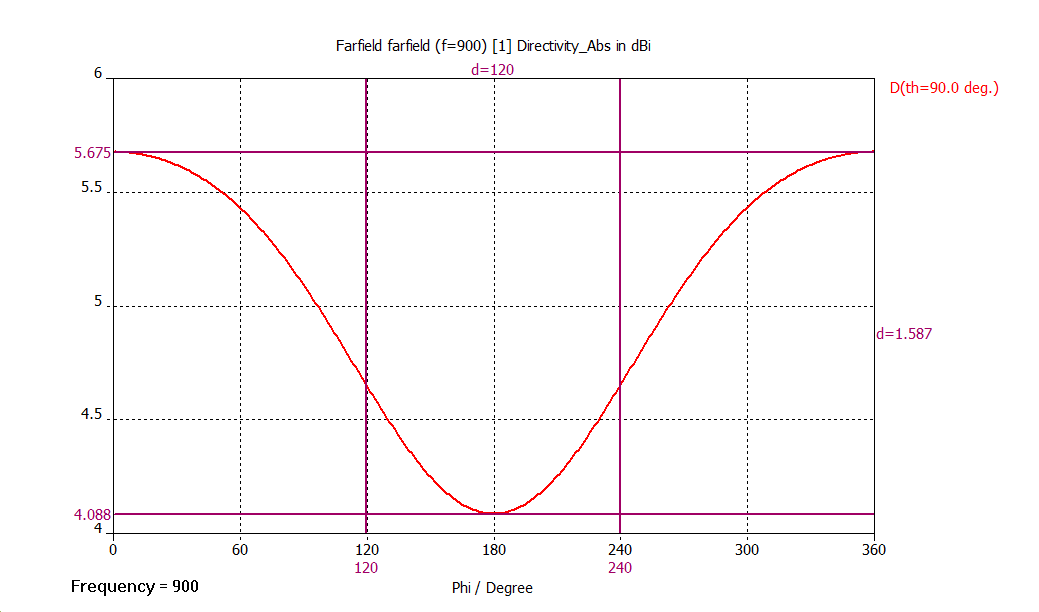 Farfield farfield (f=900) [1] Directivity_Abs in dBi
d=120
6
D(th=90.0 deg.)
5.675
5.5
5
d=1.587
4.5
4.088
4
0 60 120 180 240 300 360
120 240
Phi / Degree
Frequency = 900